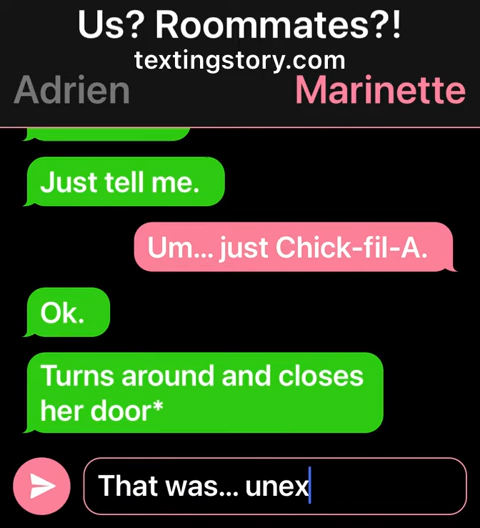 Us? Roommates?!
textingstory.com
Adrien Marinette
Just tell me.
Um... just Chick-fil-A.
Ok.
Turns around and closes
her door*
That was... unex